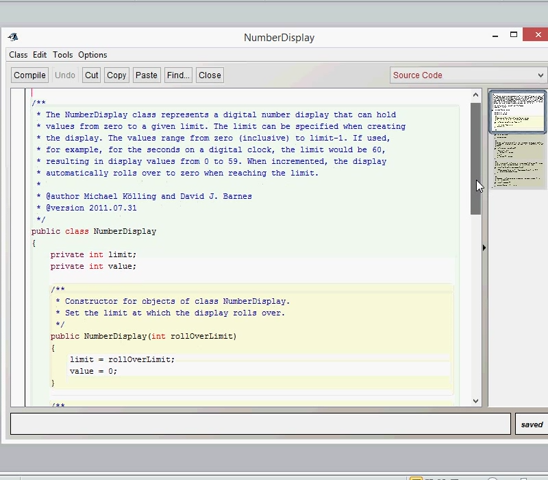 NumberDisplay
Class Edit Tools Options
Compile Undo Cut Copy Paste Find... Close Source Code
/**
* The NumberDisplay class represents a digital number display that can hold
* values from zero to a given limit. The limit can be specified when creating
* the display. The values range from zero (inclusive) to limit-1. If used,
* for example, for the seconds on a digital clock, the limit would be 60,
* resulting in display values from 0 to 59. When incremented, the display
* automatically rolls over to zero when reaching the limit.
*
* @author Michael Kölling and David J. Barnes
* @version 2011.07.31
*/
public class NumberDisplay
{
private int limit;
private int value;
/**
* Constructor for objects of class NumberDisplay.
* Set the limit at which the display rolls over.
*/
public NumberDisplay(int rollOverLimit)
{
limit = rollOverLimit;
value = 0;
}
/**
saved